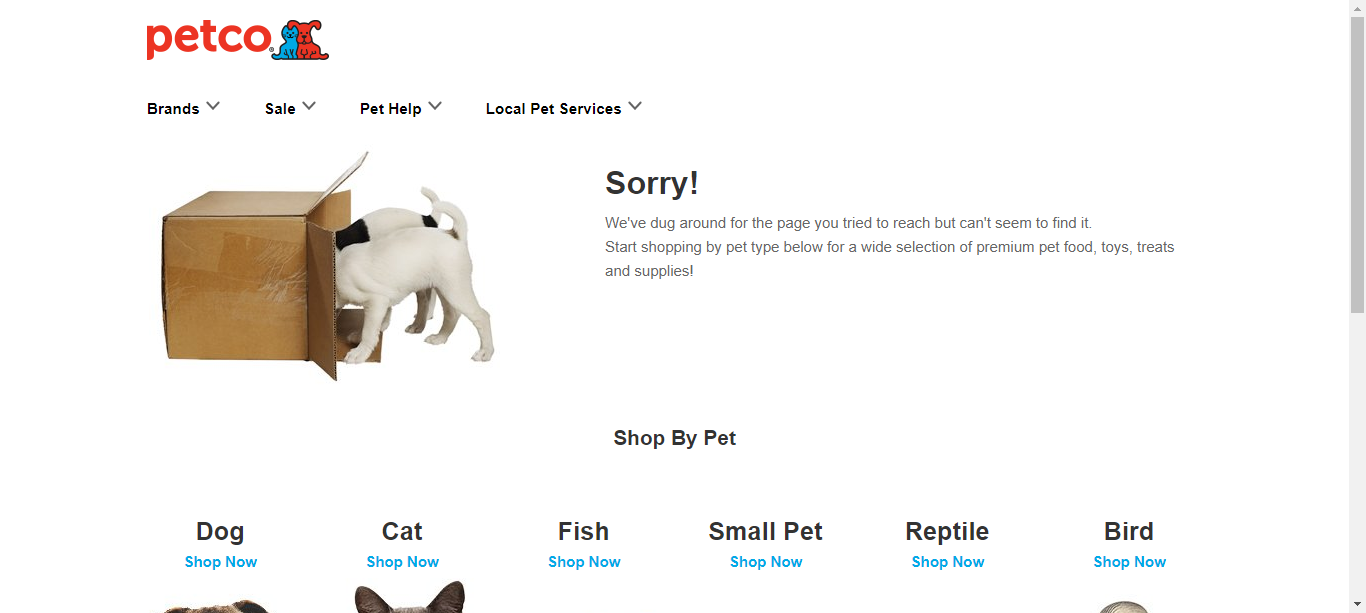 petco
Brands
Sale
Pet Help
Local Pet Services
Sorry!
We've dug around for the page you tried to reach but can't seem to find it.
Start shopping by pet type below for a wide selection of premium pet food, toys, treats
and supplies!
Shop By Pet
Dog
Cat
Fish
Small Pet
Reptile
Bird
Shop Now
Shop Now
Shop Now
Shop Now
Shop Now
Shop Now